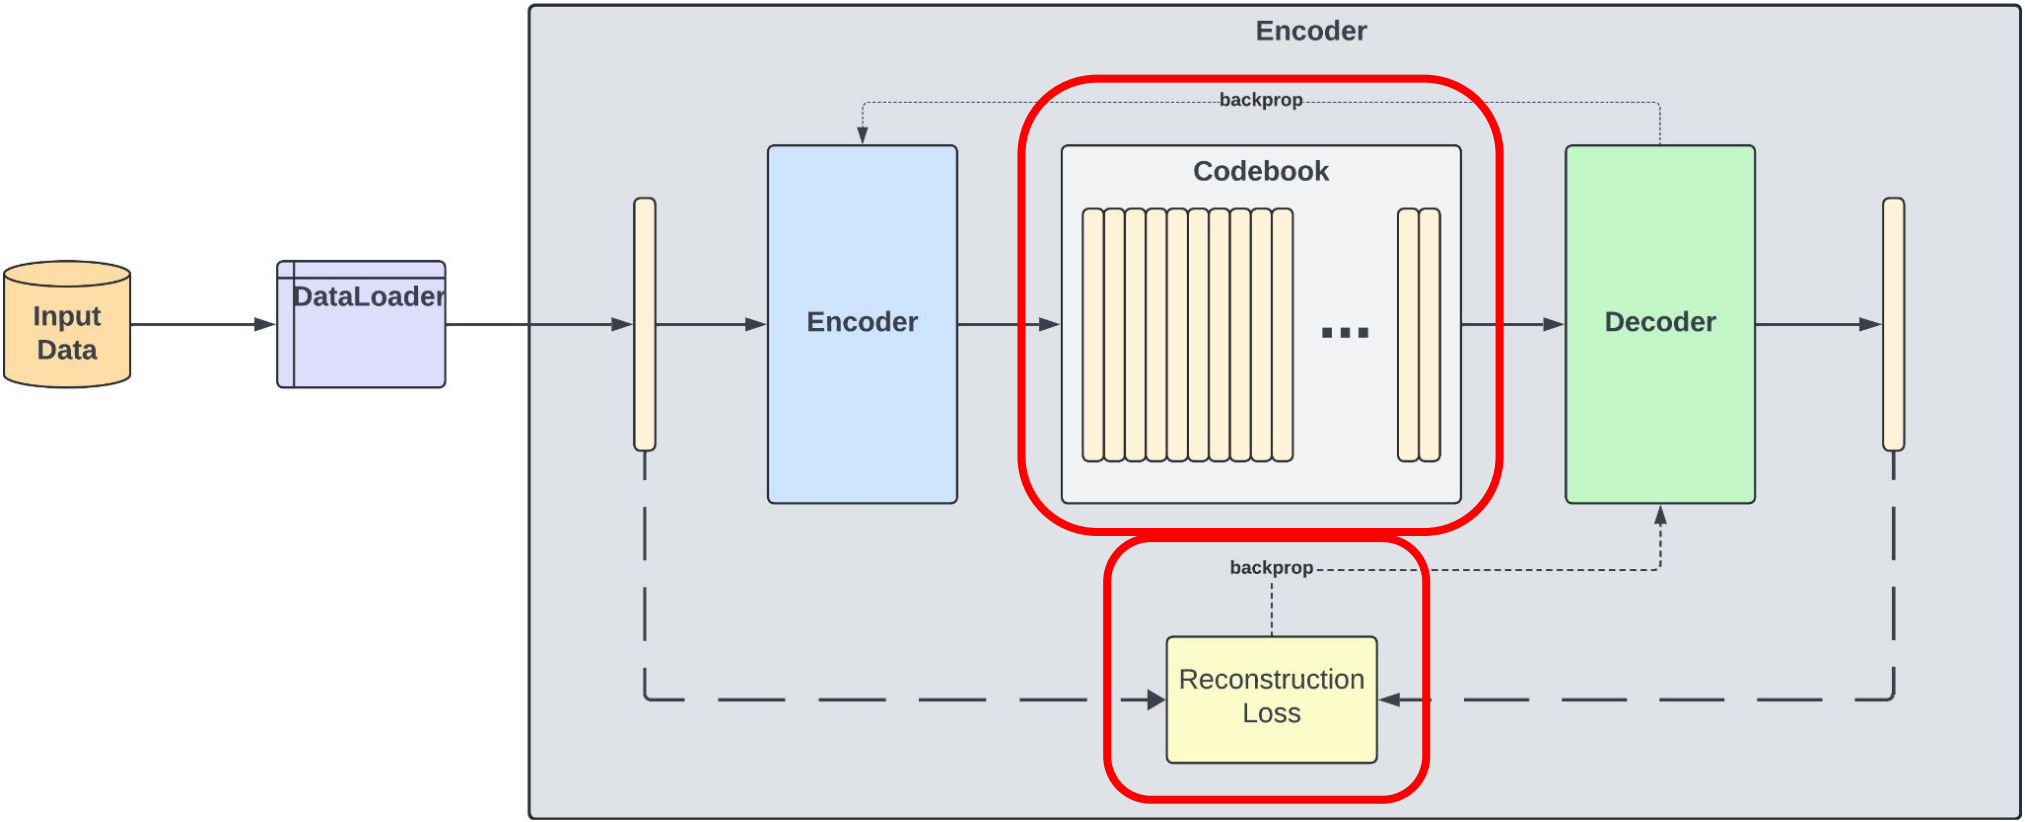 Encoder
backprop
Codebook
Input
Data
DataLoader
Encoder
...
Decoder
backprop
Reconstruction
Loss